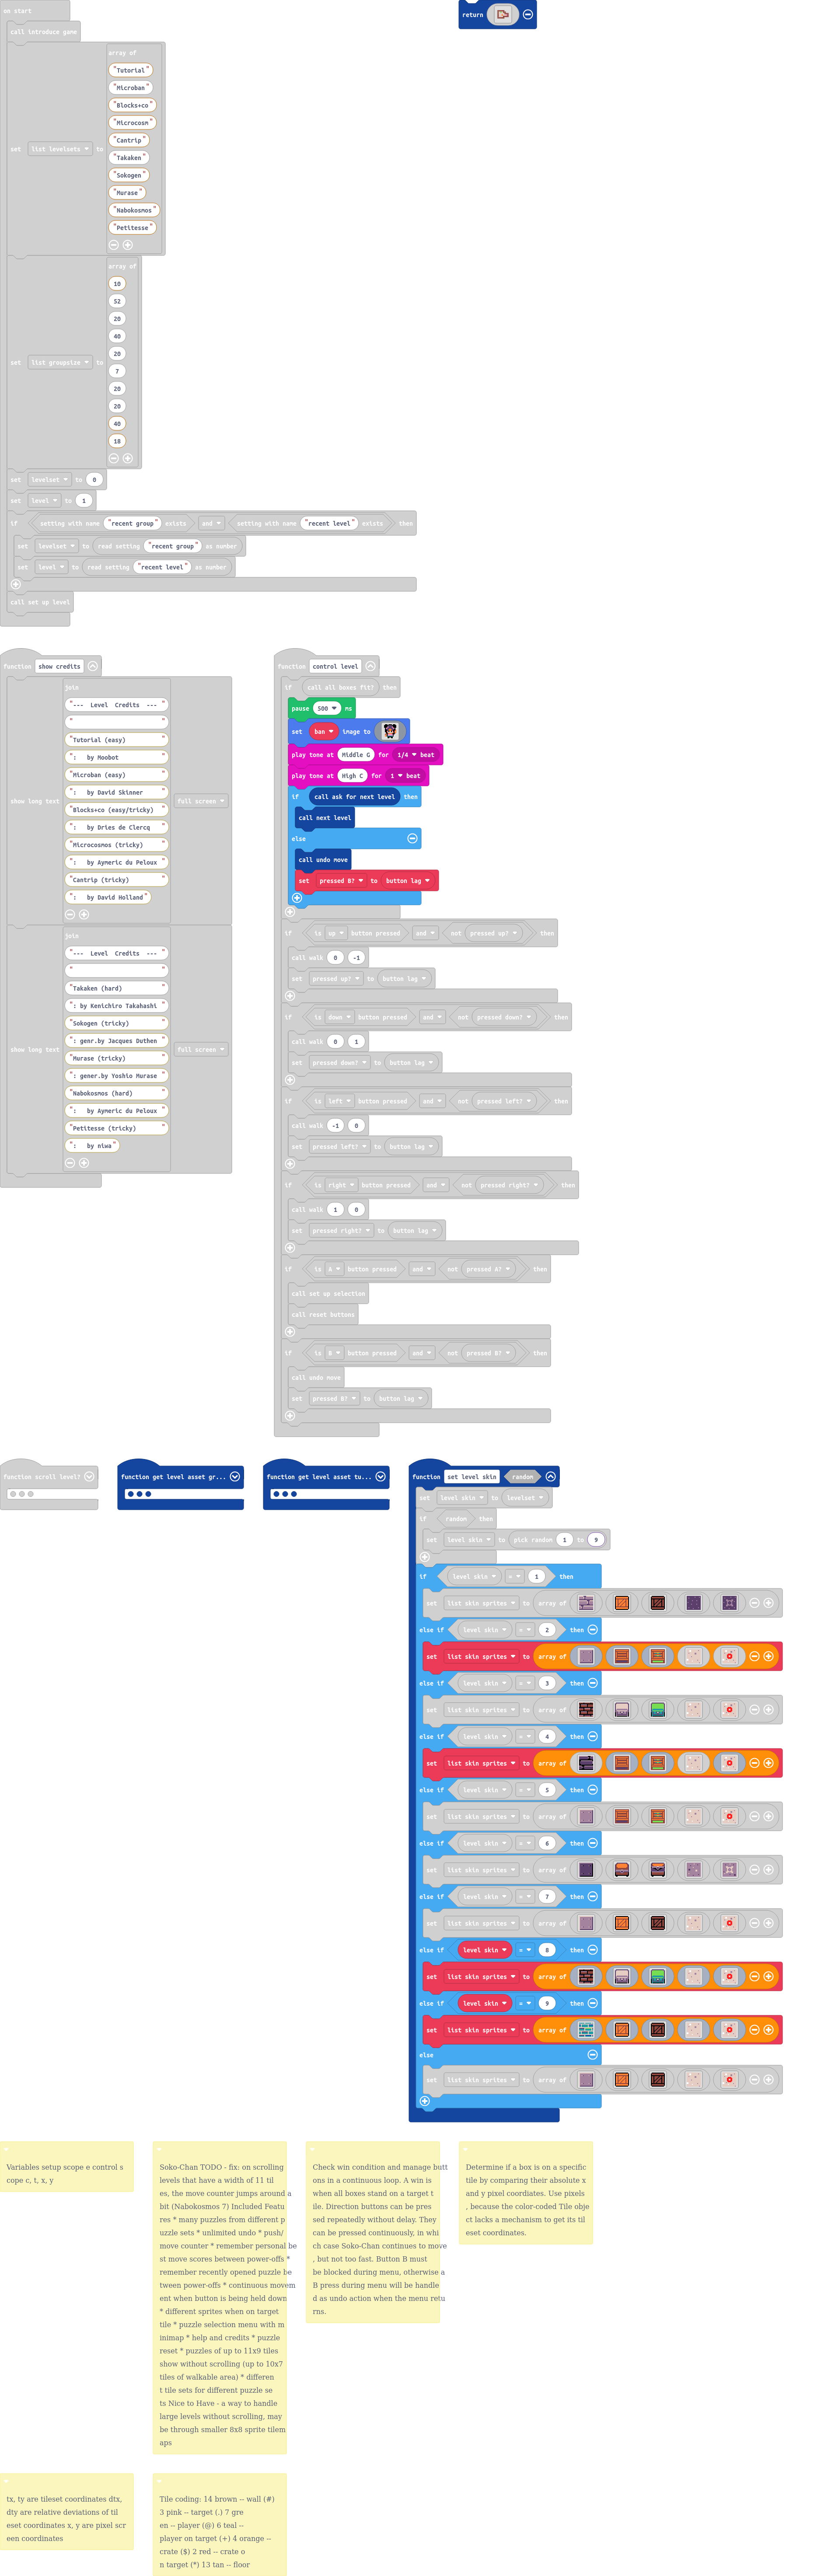 on start
call introduce game
set list levelsets to array of
"Tutorial"
"Microban"
"Blocks+co"
"Microcosm"
"Cantrip"
"Takaken"
"Sokogen"
"Murase"
"Nabokosmos"
"Petitesse"
set list groupsize to array of
10
52
20
40
20
7
20
20
40
18
set levelset to 0
set level to 1
if setting with name "recent group" exists and setting with name "recent level" exists then
set levelset to read setting "recent group" as number
set level to read setting "recent level" as number
call set up level
return
function show credits
show long text join full screen
"--- Level Credits --- "
" "
"Tutorial (easy) "
": by Moobot "
"Microban (easy) "
": by David Skinner "
"Blocks+co (easy/tricky) "
": by Dries de Clercq "
"Microcosmos (tricky) "
": by Aymeric du Peloux "
"Cantrip (tricky) "
": by David Holland "
show long text join full screen
"--- Level Credits --- "
" "
"Takaken (hard) "
": by Kenichiro Takahashi "
"Sokogen (tricky) "
": genr.by Jacques Duthen "
"Murase (tricky) "
": gener.by Yoshio Murase "
"Nabokosmos (hard) "
": by Aymeric du Peloux "
"Petitesse (tricky) "
": by niwa"
function control level
if call all boxes fit? then
pause 500 ms
set ban image to
play tone at Middle G for 1/4 beat
play tone at High C for 1 beat
if call ask for next level then
call next level
else
call undo move
set pressed B? to button lag
if is up button pressed and not pressed up? then
call walk 0 -1
set pressed up? to button lag
if is down button pressed and not pressed down? then
call walk 0 1
set pressed down? to button lag
if is left button pressed and not pressed left? then
call walk -1 0
set pressed left? to button lag
if is right button pressed and not pressed right? then
call walk 1 0
set pressed right? to button lag
if is A button pressed and not pressed A? then
call set up selection
call reset buttons
if is B button pressed and not pressed B? then
call undo move
set pressed B? to button lag
function scroll level?
function get level asset gr...
function get level asset tu...
function set level skin random
set level skin to levelset
if random then
set level skin to pick random 1 to 9
if level skin = 1 then
set list skin sprites to array of
else if level skin = 2 then
set list skin sprites to array of
else if level skin = 3 then
set list skin sprites to array of
else if level skin = 4 then
set list skin sprites to array of
else if level skin = 5 then
set list skin sprites to array of
else if level skin = 6 then
set list skin sprites to array of
else if level skin = 7 then
set list skin sprites to array of
else if level skin = 8 then
set list skin sprites to array of
else if level skin = 9 then
set list skin sprites to array of
else
set list skin sprites to array of
Variables setup scope e control s
cope c, t, x, y
Soko-Chan TODO - fix: on scrolling
levels that have a width of 11 til
es, the move counter jumps around a
bit (Nabokosmos 7) Included Featu
res * many puzzles from different p
uzzle sets * unlimited undo * push/
move counter * remember personal be
st move scores between power-offs *
remember recently opened puzzle be
tween power-offs * continuous movem
ent when button is being held down
* different sprites when on target
tile * puzzle selection menu with m
inimap * help and credits * puzzle
reset * puzzles of up to 11x9 tiles
show without scrolling (up to 10x7
tiles of walkable area) * differen
t tile sets for different puzzle se
ts Nice to Have - a way to handle
large levels without scrolling, may
be through smaller 8x8 sprite tilem
aps
Check win condition and manage butt
ons in a continuous loop. A win is
when all boxes stand on a target t
ile. Direction buttons can be pres
sed repeatedly without delay. They
can be pressed continuously, in whi
ch case Soko-Chan continues to move
, but not too fast. Button B must
be blocked during menu, otherwise a
B press during menu will be handle
d as undo action when the menu retu
rns.
Determine if a box is on a specific
tile by comparing their absolute x
and y pixel coordiates. Use pixels
, because the color-coded Tile obje
ct lacks a mechanism to get its til
eset coordinates.
tx, ty are tileset coordinates dtx,
dty are relative deviations of til
eset coordinates x, y are pixel scr
een coordinates
Tile coding: 14 brown -- wall (#)
3 pink -- target (.) 7 gre
en -- player (@) 6 teal --
player on target (+) 4 orange --
crate ($) 2 red -- crate o
n target (*) 13 tan -- floor